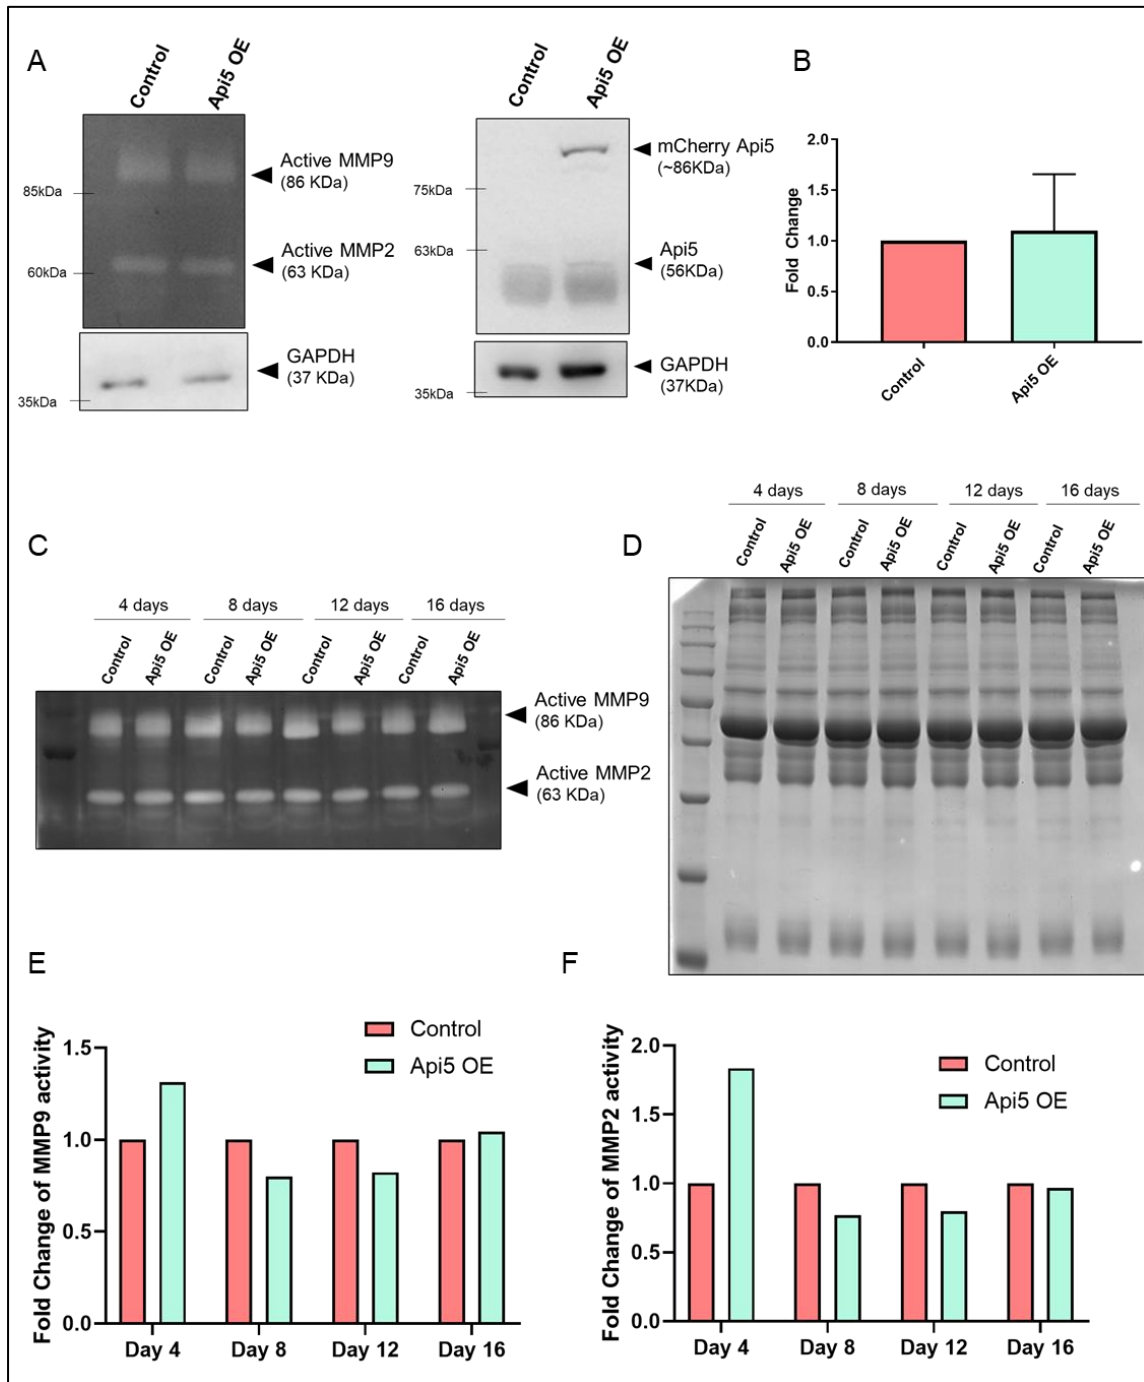 A
Control
Api5 OE
Active MMP9
(86 KDa)
85kDa
Active MMP2
(63 KDa)
60kDa
GAPDH
(37 KDa)
35kDa
Control
Api5 OE
mCherry Api5
(~86KDa)
75kDa
63kDa
Api5
(56KDa)
GAPDH
(37KDa)
35kDa
B
Fold Change
2.0
1.5
1.0
0.5
0.0
Control
Api5 OE
C
4 days 8 days 12 days 16 days
Control Api5 OE Control Api5 OE Control Api5 OE Control Api5 OE
Active MMP9
(86 KDa)
Active MMP2
(63 KDa)
D
4 days 8 days 12 days 16 days
Control Api5 OE Control Api5 OE Control Api5 OE Control Api5 OE
E
Fold Change of MMP9 activity
Control
Api5 OE
1.5
1.0
0.5
0.0
Day 4 Day 8 Day 12 Day 16
F
Fold Change of MMP2 activity
Control
Api5 OE
2.0
1.5
1.0
0.5
0.0
Day 4 Day 8 Day 12 Day 16